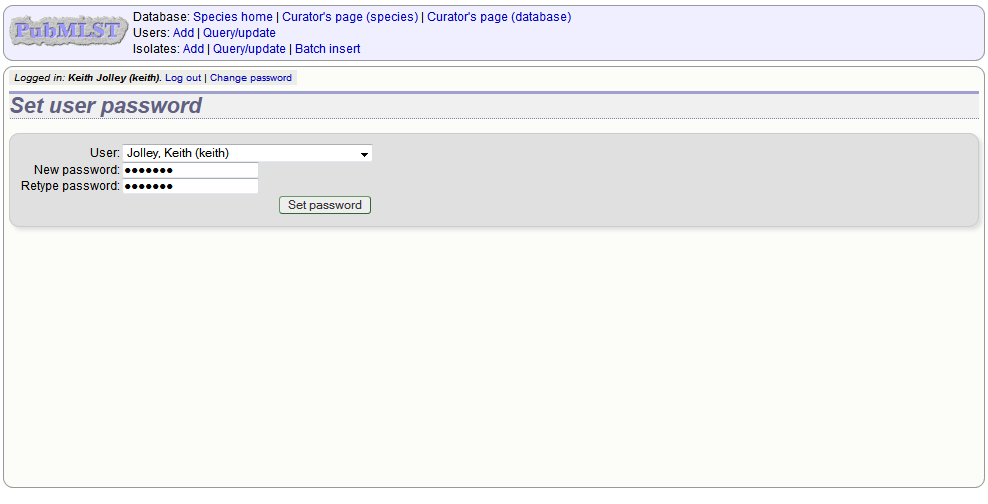 PubMLST
Database: Species home | Curator's page (species) | Curator's page (database)
Users: Add | Query/update
Isolates: Add | Query/update | Batch insert
Logged in: Keith Jolley (keith). Log out | Change password
Set user password
User: Jolley, Keith (keith)
New password: •••••••
Retype password: •••••••
Set password